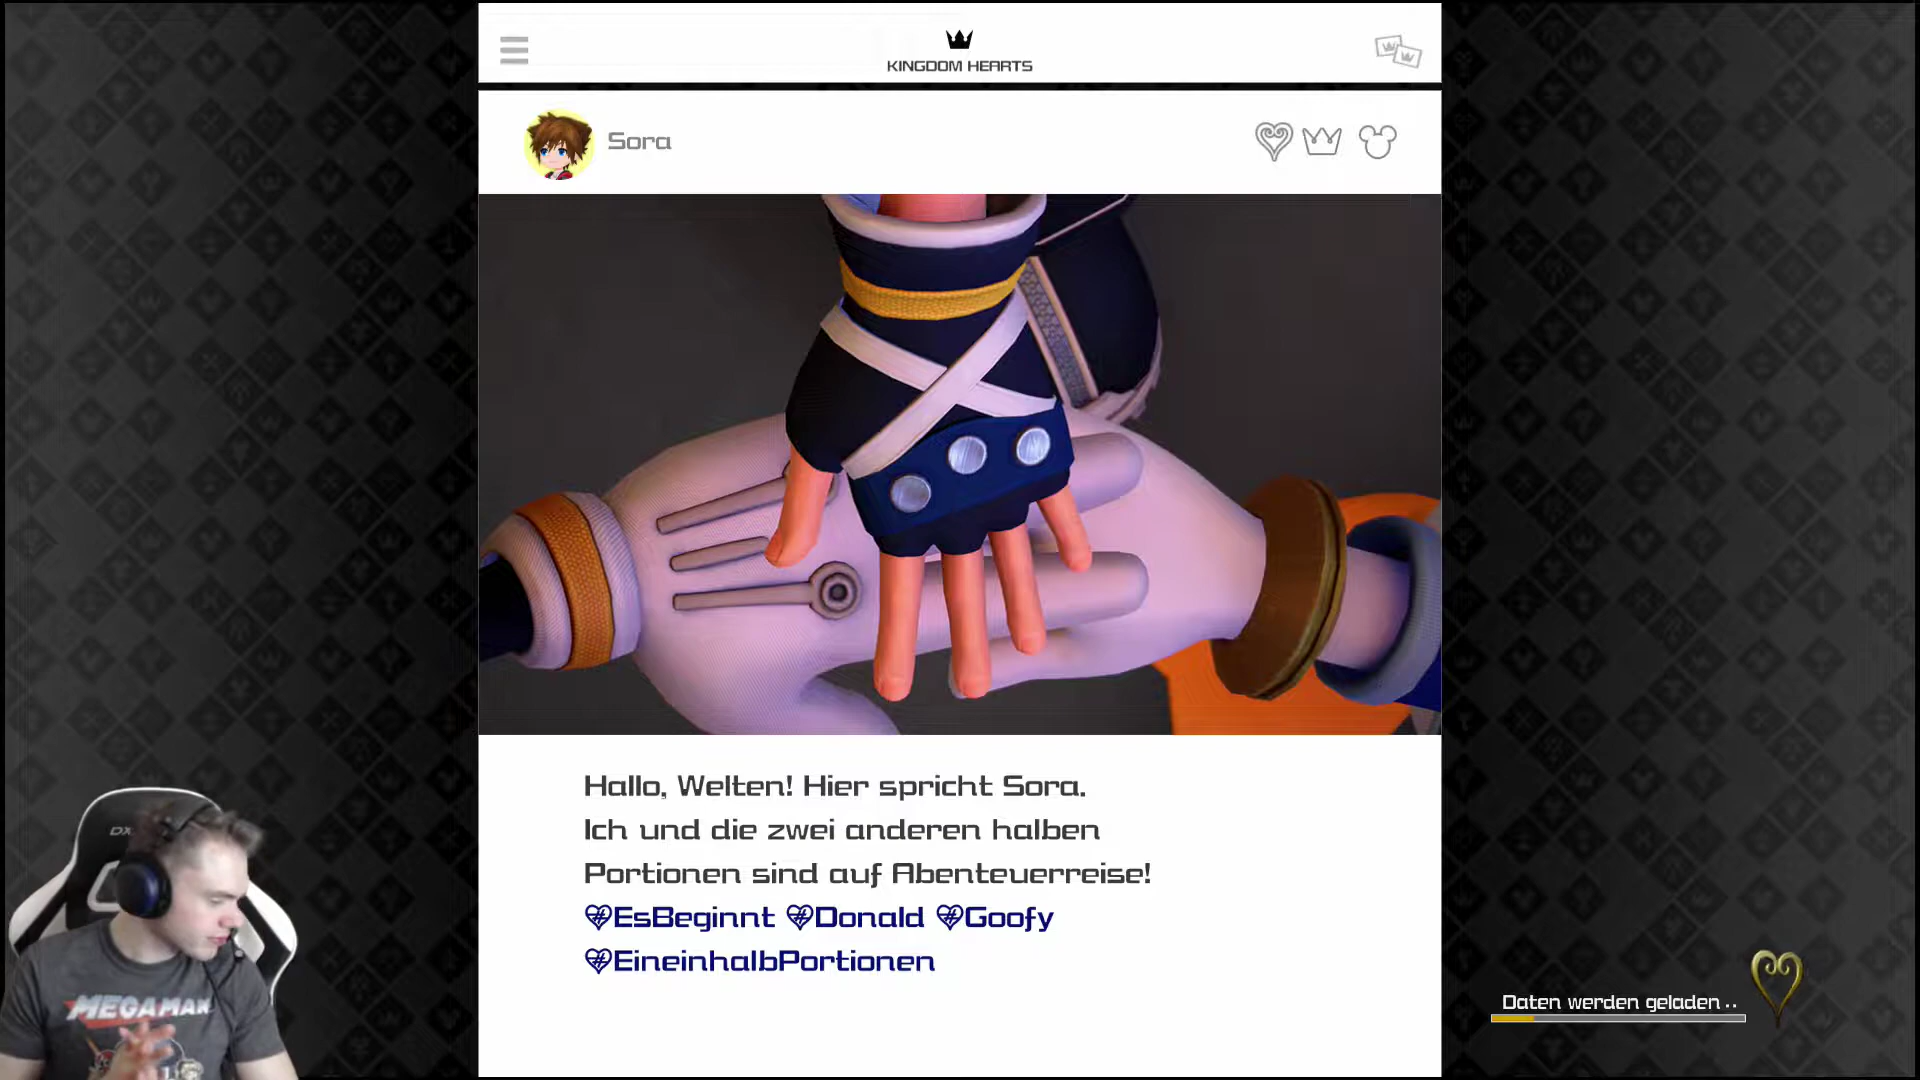 KINGDOM HEARTS
Sora
Hallo, Welten! Hier spricht Sora.
Ich und die zwei anderen halben
Portionen sind auf Abenteuerreise!
#EsBeginnt #Donald #Goofy
#EineinhalbPortionen
Daten werden geladen . .
DX
MEGAMAN